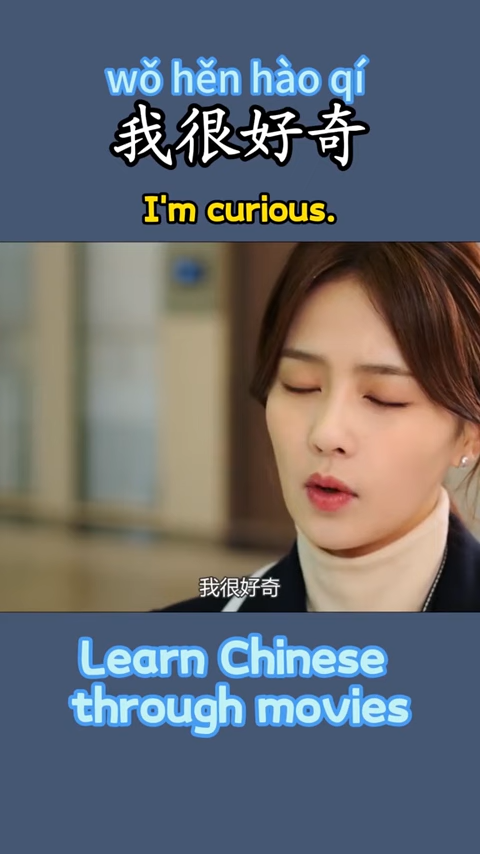 wǒ hěn hào qí
我很好奇
I'm curious.
我很好奇
Learn Chinese
through movies